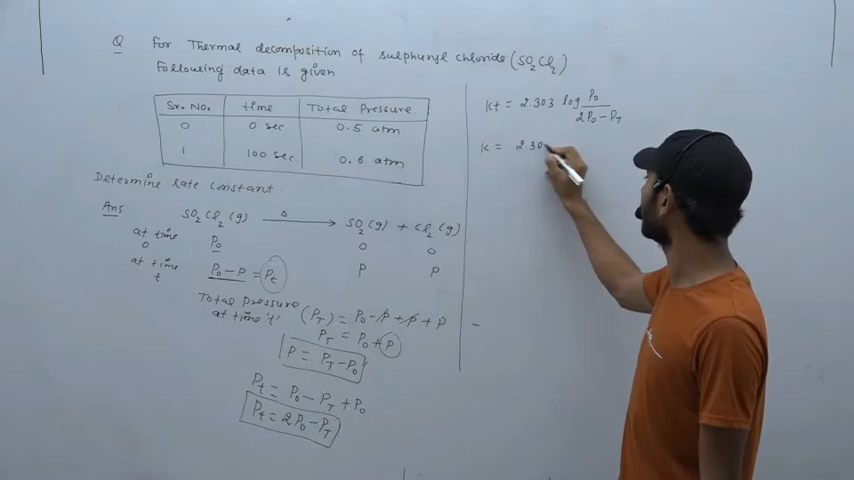 Q For Thermal decomposition of sulphuryl chloride (SO2Cl2)
Following data is given
Sr. No. time Total Pressure
0 0 sec 0.5 atm
1 100 sec 0.6 atm
Determine rate constant
Ans SO2Cl2(g) —Δ→ SO2(g) + Cl2(g)
at time 0 P0 0 0
at time t P0 - P = Pt P P
Total Pressure at time 't' (PT) = P0 - P + P + P
PT = P0 + P
P = PT - P0
Pt = P0 - PT + P0
Pt = 2P0 - PT
kt = 2.303 log P0 / 2P0 - PT
k = 2.30